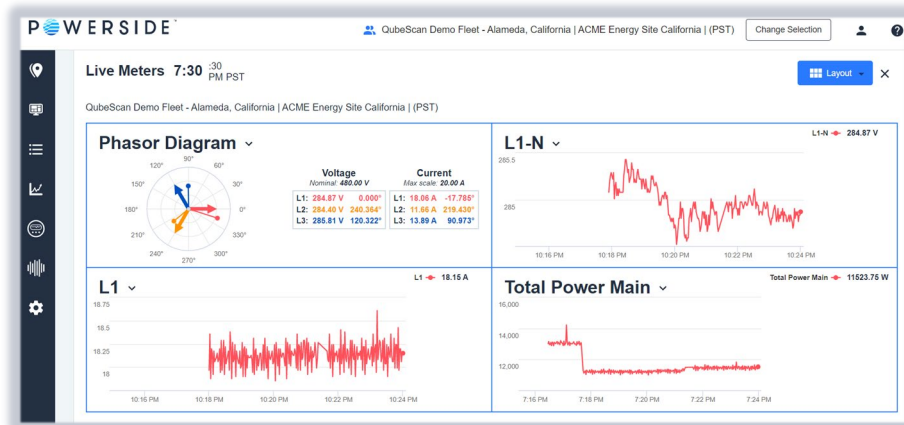 POWERSIDE
QubeScan Demo Fleet - Alameda, California | ACME Energy Site California | (PST)
Change Selection
?
Live Meters 7:30 :30 PM PST
Layout
QubeScan Demo Fleet - Alameda, California | ACME Energy Site California | (PST)
Phasor Diagram
90°
120° 60°
150° 30°
180° 0°
210° 330°
240° 300°
270°
Voltage
Nominal: 480.00 V
L1: 284.87 V 0.000°
L2: 284.40 V 240.364°
L3: 285.81 V 120.322°
Current
Max scale: 20.00 A
L1: 18.06 A -17.785°
L2: 11.66 A 219.430°
L3: 13.89 A 90.973°
L1-N
L1-N 284.87 V
285.5
285
10:16 PM 10:18 PM 10:20 PM 10:22 PM 10:24 PM
L1
L1 18.15 A
18.75
18.5
18.25
18
10:16 PM 10:18 PM 10:20 PM 10:22 PM 10:24 PM
Total Power Main
Total Power Main 11523.75 W
16,000
14,000
12,000
7:16 PM 7:18 PM 7:20 PM 7:22 PM 7:24 PM